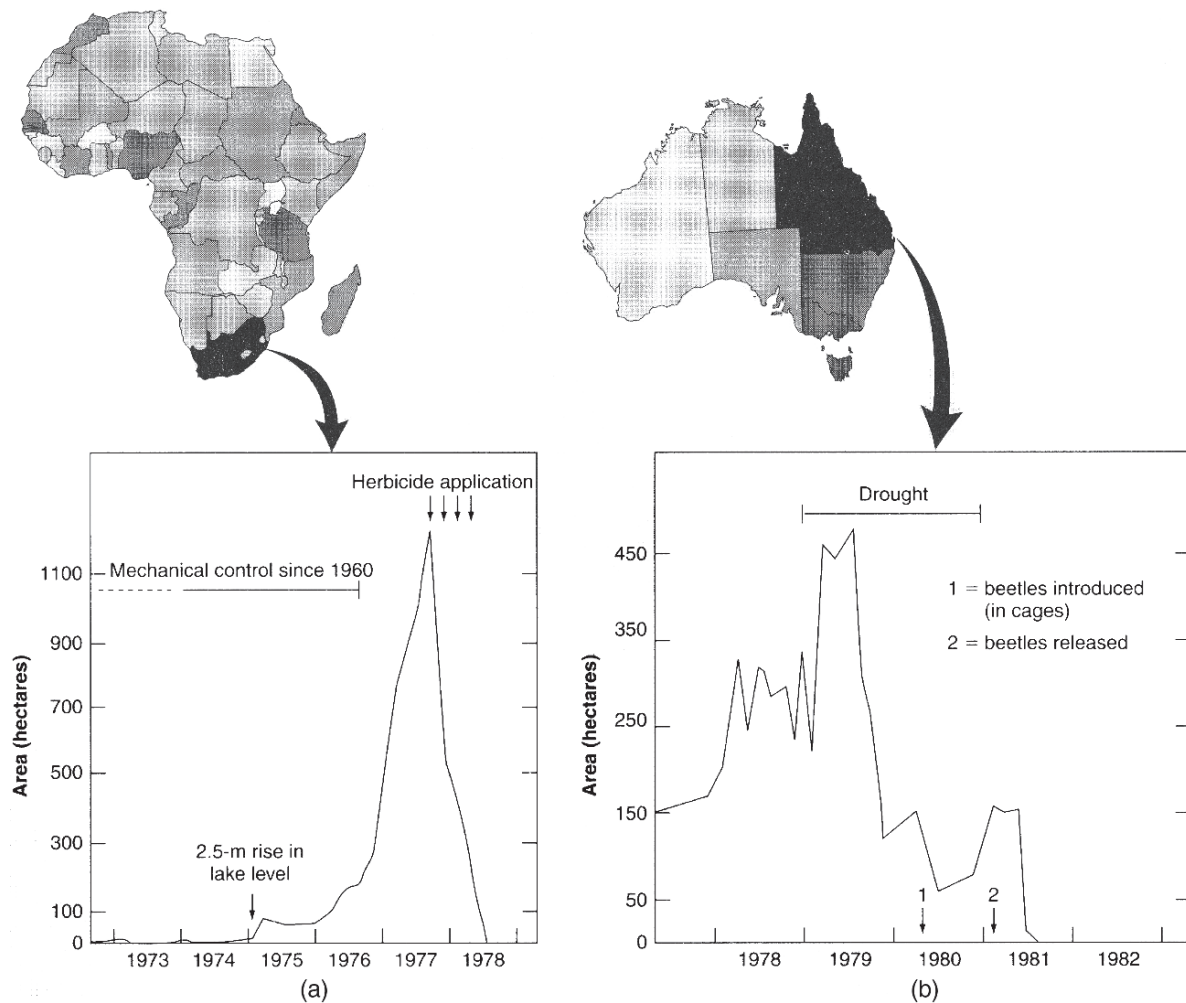 Herbicide application
Mechanical control since 1960
1100
900
700
500
300
100
0
Area (hectares)
2.5-m rise in
lake level
1973
1974
1975
1976
1977
1978
(a)
Drought
450
350
250
150
50
0
Area (hectares)
1 = beetles introduced
(in cages)
2 = beetles released
1
2
1978
1979
1980
1981
1982
(b)